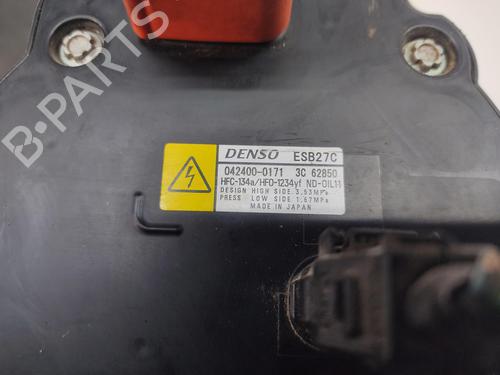 DENSO ESB27C
042400-0171 3C 62850
HFC-134a/HFO-1234yf ND-OIL11
DESIGN HIGH SIDE 3.53MPa
PRESS LOW SIDE 1.67MPa
MADE IN JAPAN
B-PARTS